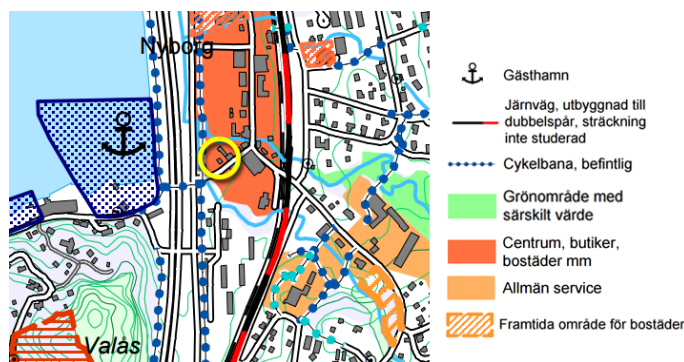 Nyborg
Valås
Gästhamn
Järnväg, utbyggnad till
dubbelspår, sträckning
inte studerad
Cykelbana, befintlig
Grönområde med
särskilt värde
Centrum, butiker,
bostäder mm
Allmän service
Framtida område för bostäder